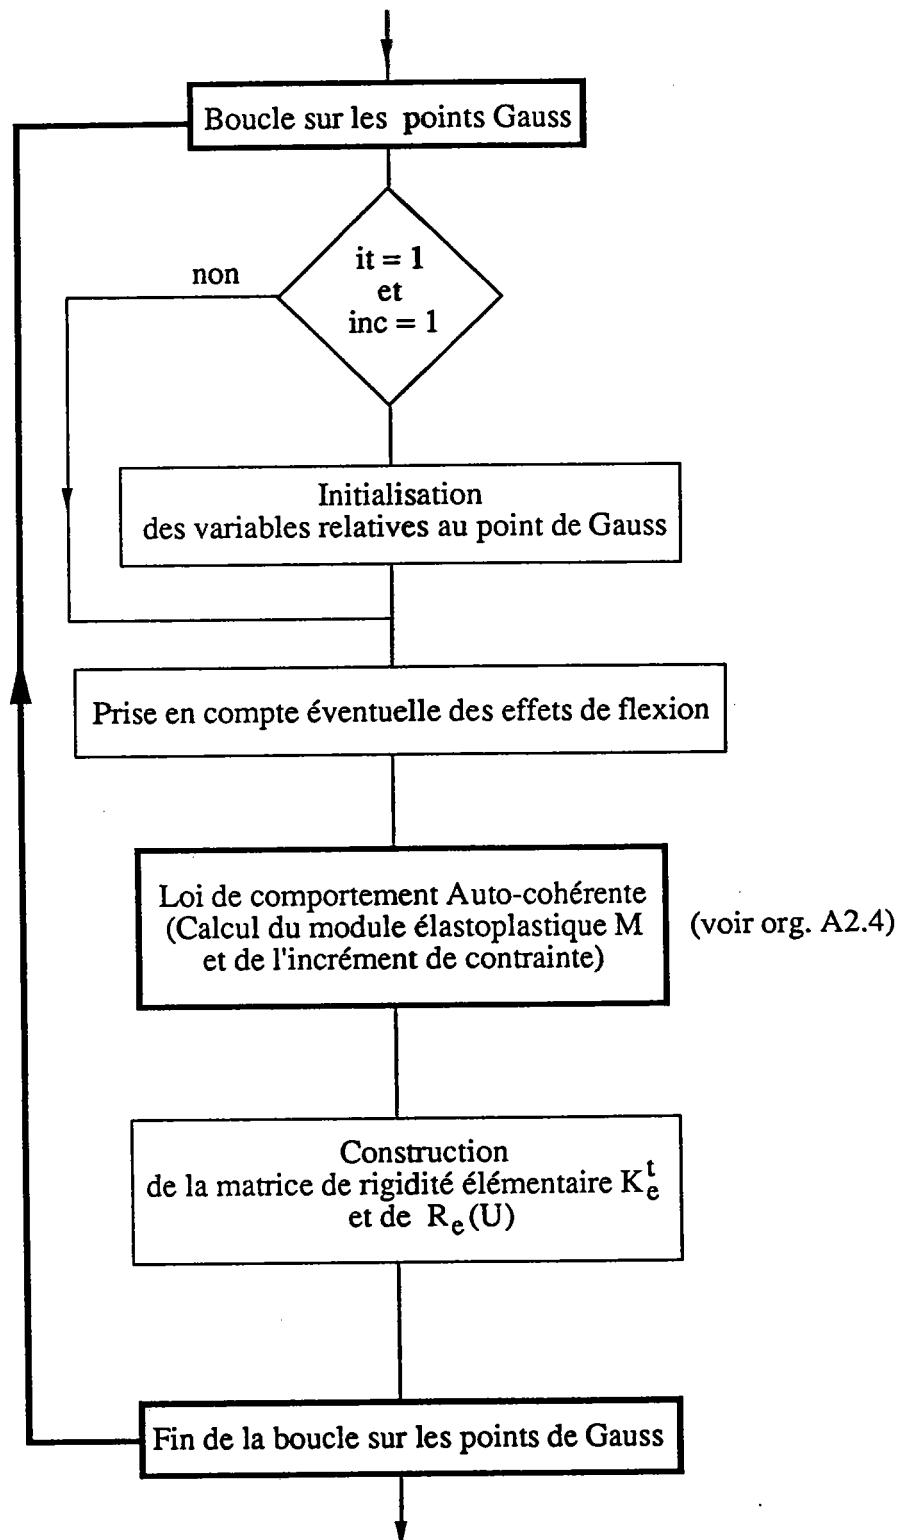 Boucle sur les points Gauss
it = 1
et
inc = 1
non
Initialisation
des variables relatives au point de Gauss
Prise en compte éventuelle des effets de flexion
Loi de comportement Auto-cohérente
(Calcul du module élastoplastique M
et de l'incrément de contrainte)
(voir org. A2.4)
Construction
de la matrice de rigidité élémentaire K_e^t
et de R_e(U)
Fin de la boucle sur les points de Gauss